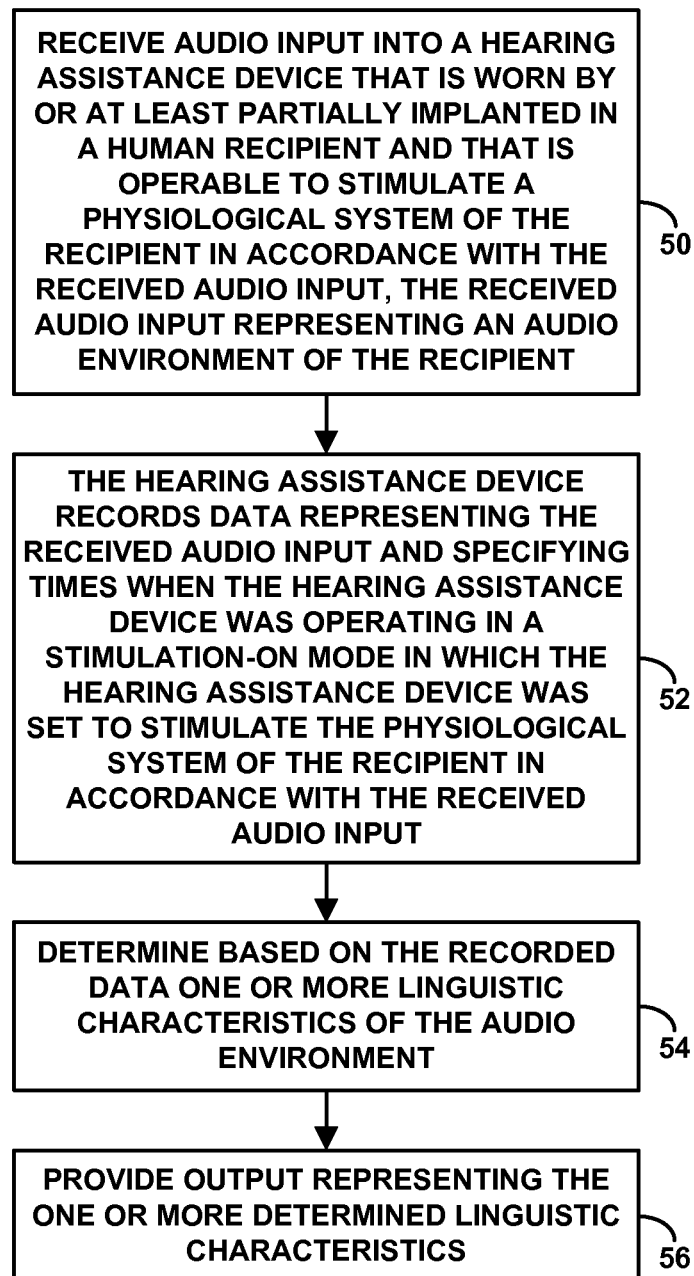 RECEIVE AUDIO INPUT INTO A HEARING
ASSISTANCE DEVICE THAT IS WORN BY
OR AT LEAST PARTIALLY IMPLANTED IN
A HUMAN RECIPIENT AND THAT IS
OPERABLE TO STIMULATE A
PHYSIOLOGICAL SYSTEM OF THE
RECIPIENT IN ACCORDANCE WITH THE
RECEIVED AUDIO INPUT, THE RECEIVED
AUDIO INPUT REPRESENTING AN AUDIO
ENVIRONMENT OF THE RECIPIENT
50
THE HEARING ASSISTANCE DEVICE
RECORDS DATA REPRESENTING THE
RECEIVED AUDIO INPUT AND SPECIFYING
TIMES WHEN THE HEARING ASSISTANCE
DEVICE WAS OPERATING IN A
STIMULATION-ON MODE IN WHICH THE
HEARING ASSISTANCE DEVICE WAS
SET TO STIMULATE THE PHYSIOLOGICAL
SYSTEM OF THE RECIPIENT IN
ACCORDANCE WITH THE RECEIVED
AUDIO INPUT
52
DETERMINE BASED ON THE RECORDED
DATA ONE OR MORE LINGUISTIC
CHARACTERISTICS OF THE AUDIO
ENVIRONMENT
54
PROVIDE OUTPUT REPRESENTING THE
ONE OR MORE DETERMINED LINGUISTIC
CHARACTERISTICS
56